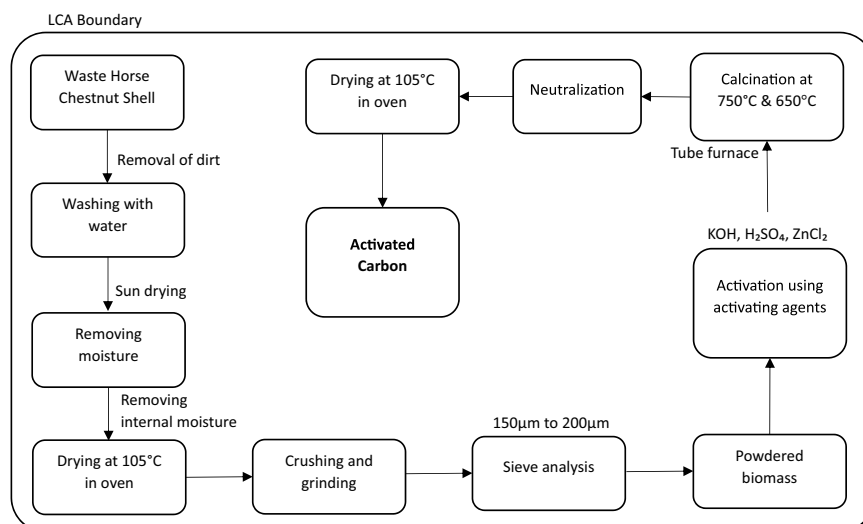 LCA Boundary
Waste Horse
Chestnut Shell
Removal of dirt
Washing with
water
Sun drying
Removing
moisture
Removing
internal moisture
Drying at 105°C
in oven
Crushing and
grinding
150µm to 200µm
Sieve analysis
Powdered
biomass
Activation using
activating agents
KOH, H₂SO₄, ZnCl₂
Tube furnace
Calcination at
750°C & 650°C
Neutralization
Drying at 105°C
in oven
Activated
Carbon